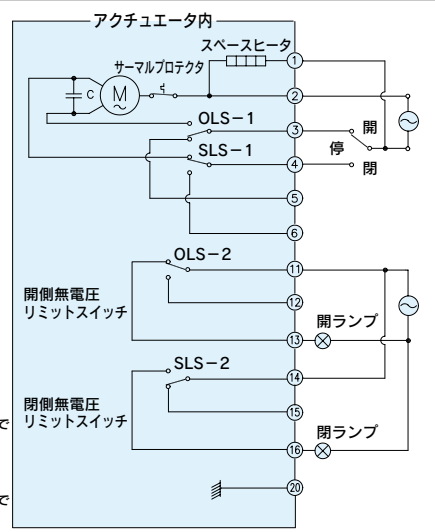 アクチュエータ内
スペースヒータ
サーマルプロテクタ
C
M
1
2
OLS-1
3
開
停
SLS-1
4
閉
5
6
OLS-2
11
開側無電圧
リミットスイッチ
12
開ランプ
13
SLS-2
14
閉側無電圧
リミットスイッチ
で
15
閉ランプ
16
20
で